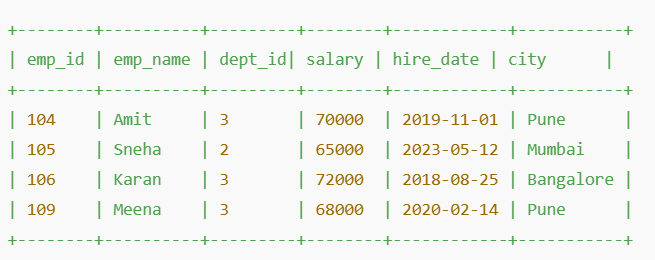 +--------+----------+---------+--------+------------+-----------+
| emp_id | emp_name | dept_id| salary | hire_date | city      |
+--------+----------+---------+--------+------------+-----------+
| 104    | Amit     | 3       | 70000  | 2019-11-01 | Pune      |
| 105    | Sneha    | 2       | 65000  | 2023-05-12 | Mumbai    |
| 106    | Karan    | 3       | 72000  | 2018-08-25 | Bangalore |
| 109    | Meena    | 3       | 68000  | 2020-02-14 | Pune      |
+--------+----------+---------+--------+------------+-----------+